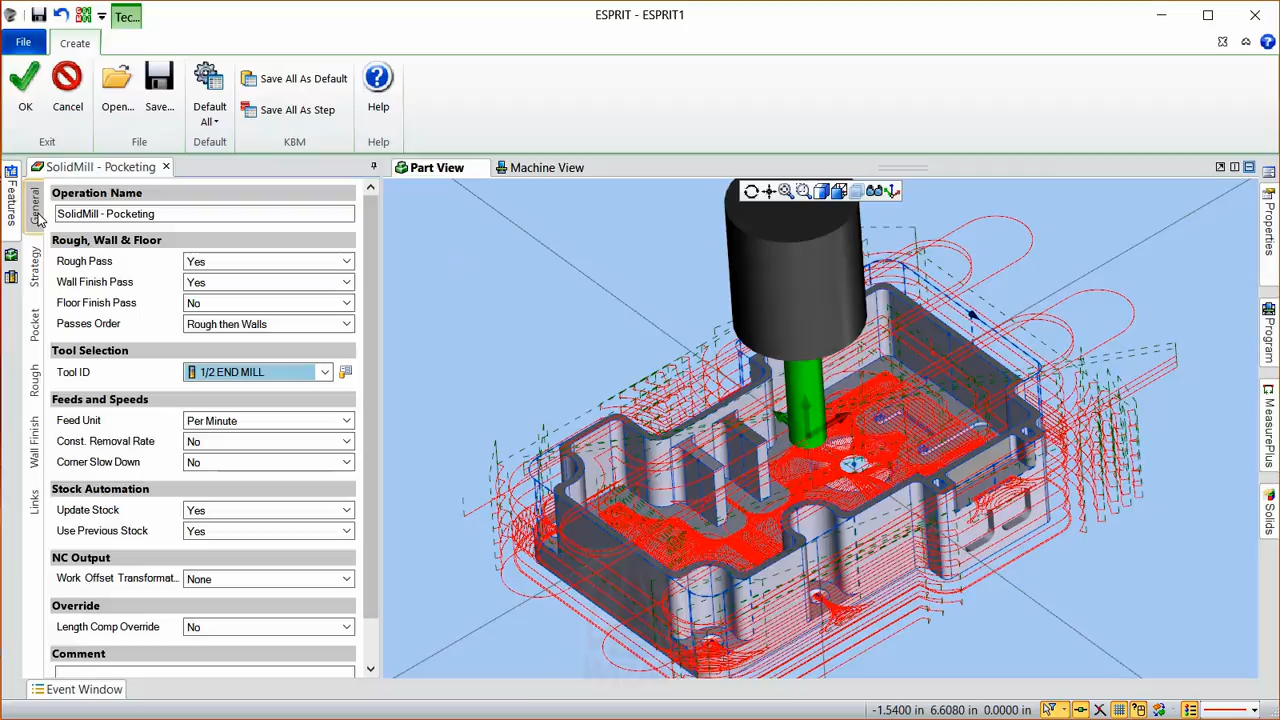 Tec...
ESPRIT - ESPRIT1
File
Create
OK
Cancel
Open...
Save...
Default All
Save All As Default
Save All As Step
Help
Exit
File
Default
KBM
Help
SolidMill - Pocketing
Part View
Machine View
Features
General
Strategy
Pocket
Rough
Wall Finish
Links
Operation Name
SolidMill - Pocketing
Rough, Wall & Floor
Rough Pass Yes
Wall Finish Pass Yes
Floor Finish Pass No
Passes Order Rough then Walls
Tool Selection
Tool ID 1/2 END MILL
Feeds and Speeds
Feed Unit Per Minute
Const. Removal Rate No
Corner Slow Down No
Stock Automation
Update Stock Yes
Use Previous Stock Yes
NC Output
Work Offset Transformat... None
Override
Length Comp Override No
Comment
Properties
Program
MeasurePlus
Solids
Event Window
-1.5400 in 6.6080 in 0.0000 in